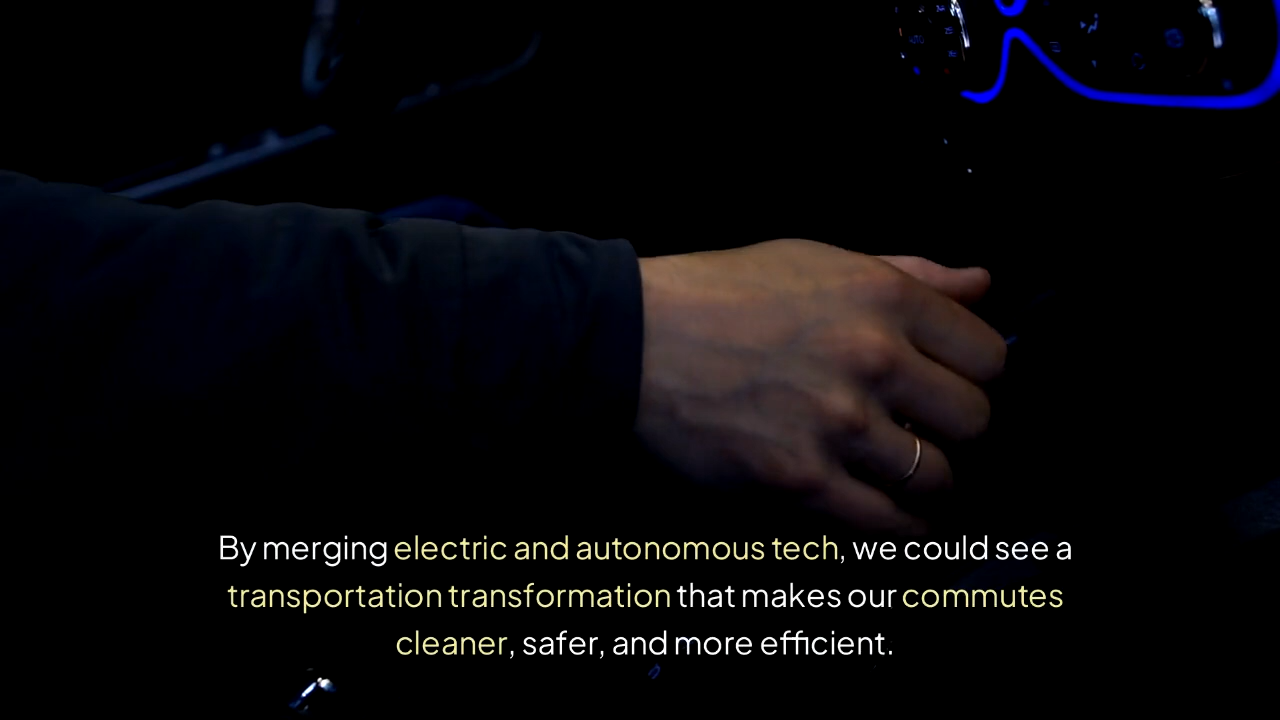 By merging electric and autonomous tech, we could see a
transportation transformation that makes our commutes
cleaner, safer, and more efficient.